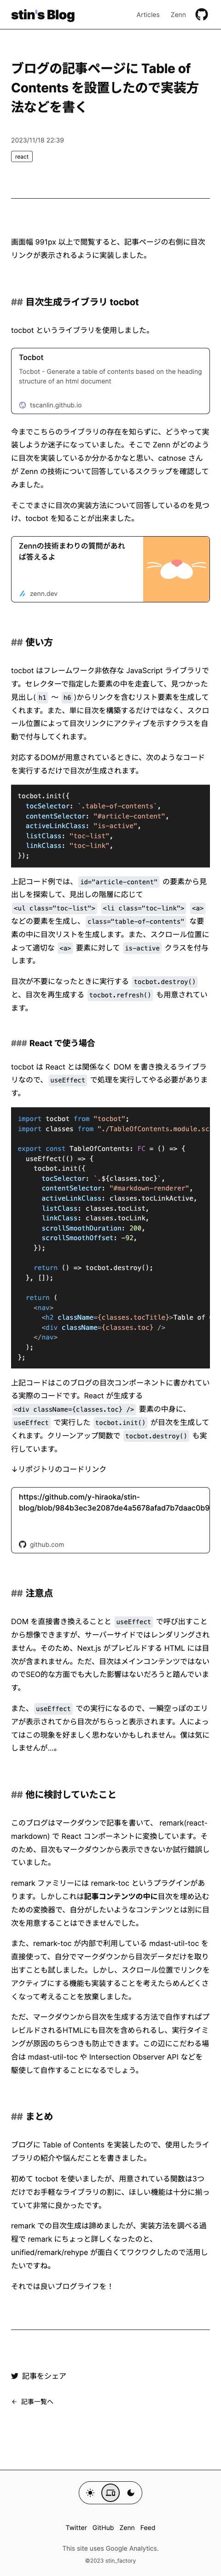 stin's Blog
Articles
Zenn
ブログの記事ページに Table of
Contents を設置したので実装方
法などを書く
2023/11/18 22:39
react
画面幅 991px 以上で閲覧すると、記事ページの右側に目次
リンクが表示されるように実装しました。
## 目次生成ライブラリ tocbot
tocbot というライブラリを使用しました。
Tocbot
Tocbot - Generate a table of contents based on the heading
structure of an html document
tscanlin.github.io
今までこちらのライブラリの存在を知らずに、どうやって実
装しようか迷子になっていました。そこで Zenn がどのよう
に目次を実装しているか分かるかなと思い、catnose さん
が Zenn の技術について回答しているスクラップを確認して
みました。
そこでまさに目次の実装方法について回答しているのを見つ
け、tocbot を知ることが出来ました。
Zennの技術まわりの質問があれ
ば答えるよ
zenn.dev
## 使い方
tocbot はフレームワーク非依存な JavaScript ライブラリで
す。セレクターで指定した要素の中を走査して、見つかった
見出し( h1 〜 h6 )からリンクを含むリスト要素を生成して
くれます。また、単に目次を構築するだけではなく、スクロ
ール位置によって目次リンクにアクティブを示すクラスを自
動で付与してくれます。
対応するDOMが用意されているときに、次のようなコード
を実行するだけで目次が生成されます。
tocbot.init({
tocSelector: `.table-of-contents`,
contentSelector: "#article-content",
activeLinkClass: "is-active",
listClass: "toc-list",
linkClass: "toc-link",
});
上記コード例では、 id="article-content" の要素から見
出しを探索して、見出しの階層に応じて
<ul class="toc-list"> <li class="toc-link"> <a>
などの要素を生成し、 class="table-of-contents" な要
素の中に目次リストを生成します。また、スクロール位置に
よって適切な <a> 要素に対して is-active クラスを付与
します。
目次が不要になったときに実行する tocbot.destroy()
と、目次を再生成する tocbot.refresh() も用意されてい
ます。
### React で使う場合
tocbot は React とは関係なく DOM を書き換えるライブラ
リなので、 useEffect で処理を実行してやる必要がありま
す。
import tocbot from "tocbot";
import classes from "./TableOfContents.module.sc
export const TableOfContents: FC = () => {
useEffect(() => {
tocbot.init({
tocSelector: `.${classes.toc}`,
contentSelector: "#markdown-renderer",
activeLinkClass: classes.tocLinkActive,
listClass: classes.tocList,
linkClass: classes.tocLink,
scrollSmoothDuration: 200,
scrollSmoothOffset: -92,
});
return () => tocbot.destroy();
}, []);
return (
<nav>
<h2 className={classes.tocTitle}>Table of
<div className={classes.toc} />
</nav>
);
};
上記コードはこのブログの目次コンポーネントに書かれてい
る実際のコードです。React が生成する
<div className={classes.toc} /> 要素の中身に、
useEffect で実行した tocbot.init() が目次を生成して
くれます。クリーンアップ関数で tocbot.destroy() も実
行しています。
↓リポジトリのコードリンク
https://github.com/y-hiraoka/stin-
blog/blob/984b3ec3e2087de4a5678afad7b7daac0b9
github.com
## 注意点
DOM を直接書き換えることと useEffect で呼び出すこと
から想像できますが、サーバーサイドではレンダリングされ
ません。そのため、Next.js がプレビルドする HTML には目
次が含まれません。ただ、目次はメインコンテンツではない
のでSEO的な方面でも大した影響はないだろうと踏んでいま
す。
また、 useEffect での実行になるので、一瞬空っぽのエリ
アが表示されてから目次がちらっと表示されます。人によっ
てはこの現象を好ましく思わないかもしれません。僕は気に
しませんが...。
## 他に検討していたこと
このブログはマークダウンで記事を書いて、 remark(react-
markdown) で React コンポーネントに変換しています。そ
のため、目次もマークダウンから表示できないか試行錯誤し
ていました。
remark ファミリーには remark-toc というプラグインがあ
ります。しかしこれは記事コンテンツの中に目次を埋め込む
ための変換器で、自分がしたいようなコンテンツとは別に目
次を用意することはできませんでした。
また、remark-toc が内部で利用している mdast-util-toc を
直接使って、自分でマークダウンから目次データだけを取り
出すことも試しました。しかし、スクロール位置でリンクを
アクティブにする機能も実装することを考えたらめんどくさ
くなって考えることを放棄しました。
ただ、マークダウンから目次を生成する方法で自作すればプ
レビルドされるHTMLにも目次を含められるし、実行タイミ
ングが原因のちらつきも防止できます。この辺にこだわる場
合は mdast-util-toc や Intersection Observer API などを
駆使して自作することになるでしょう。
## まとめ
ブログに Table of Contents を実装したので、使用したライ
ブラリの紹介や悩んだことを書きました。
初めて tocbot を使いましたが、用意されている関数は3つ
だけでお手軽なライブラリの割に、ほしい機能は十分に揃っ
ていて非常に良かったです。
remark での目次生成は諦めましたが、実装方法を調べる過
程で remark にちょっと詳しくなったのと、
unified/remark/rehype が面白くてワクワクしたので活用し
たいですね。
それでは良いブログライフを！
記事をシェア
← 記事一覧へ
Twitter
GitHub
Zenn
Feed
This site uses Google Analytics.
©2023 stin_factory